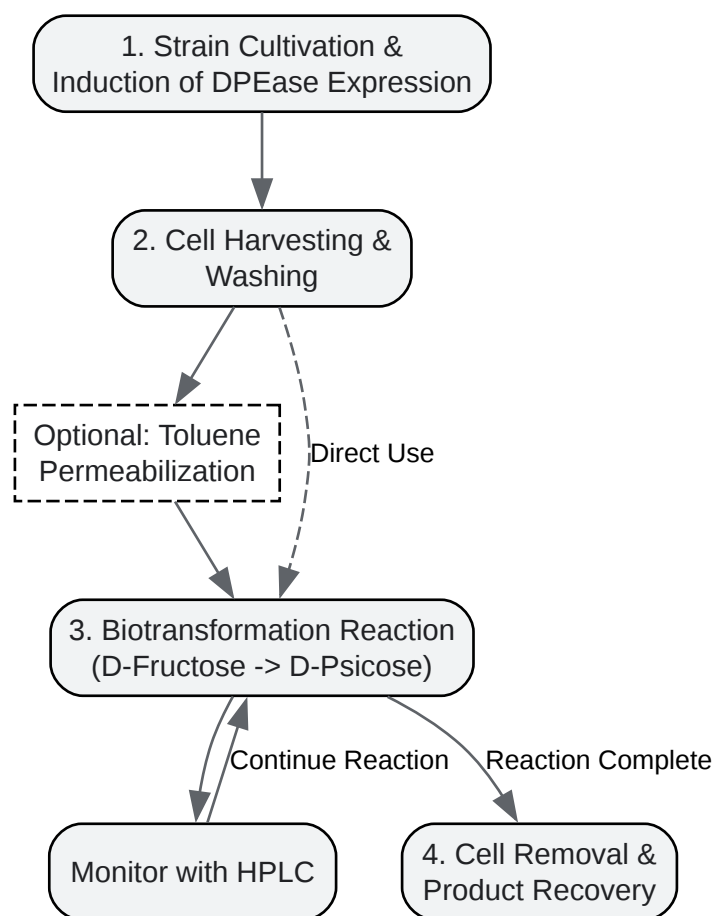 1. Strain Cultivation &
Induction of DPEase Expression
2. Cell Harvesting &
Washing
Optional: Toluene
Permeabilization
Direct Use
3. Biotransformation Reaction
(D-Fructose -> D-Psicose)
Continue Reaction
Reaction Complete
Monitor with HPLC
4. Cell Removal &
Product Recovery